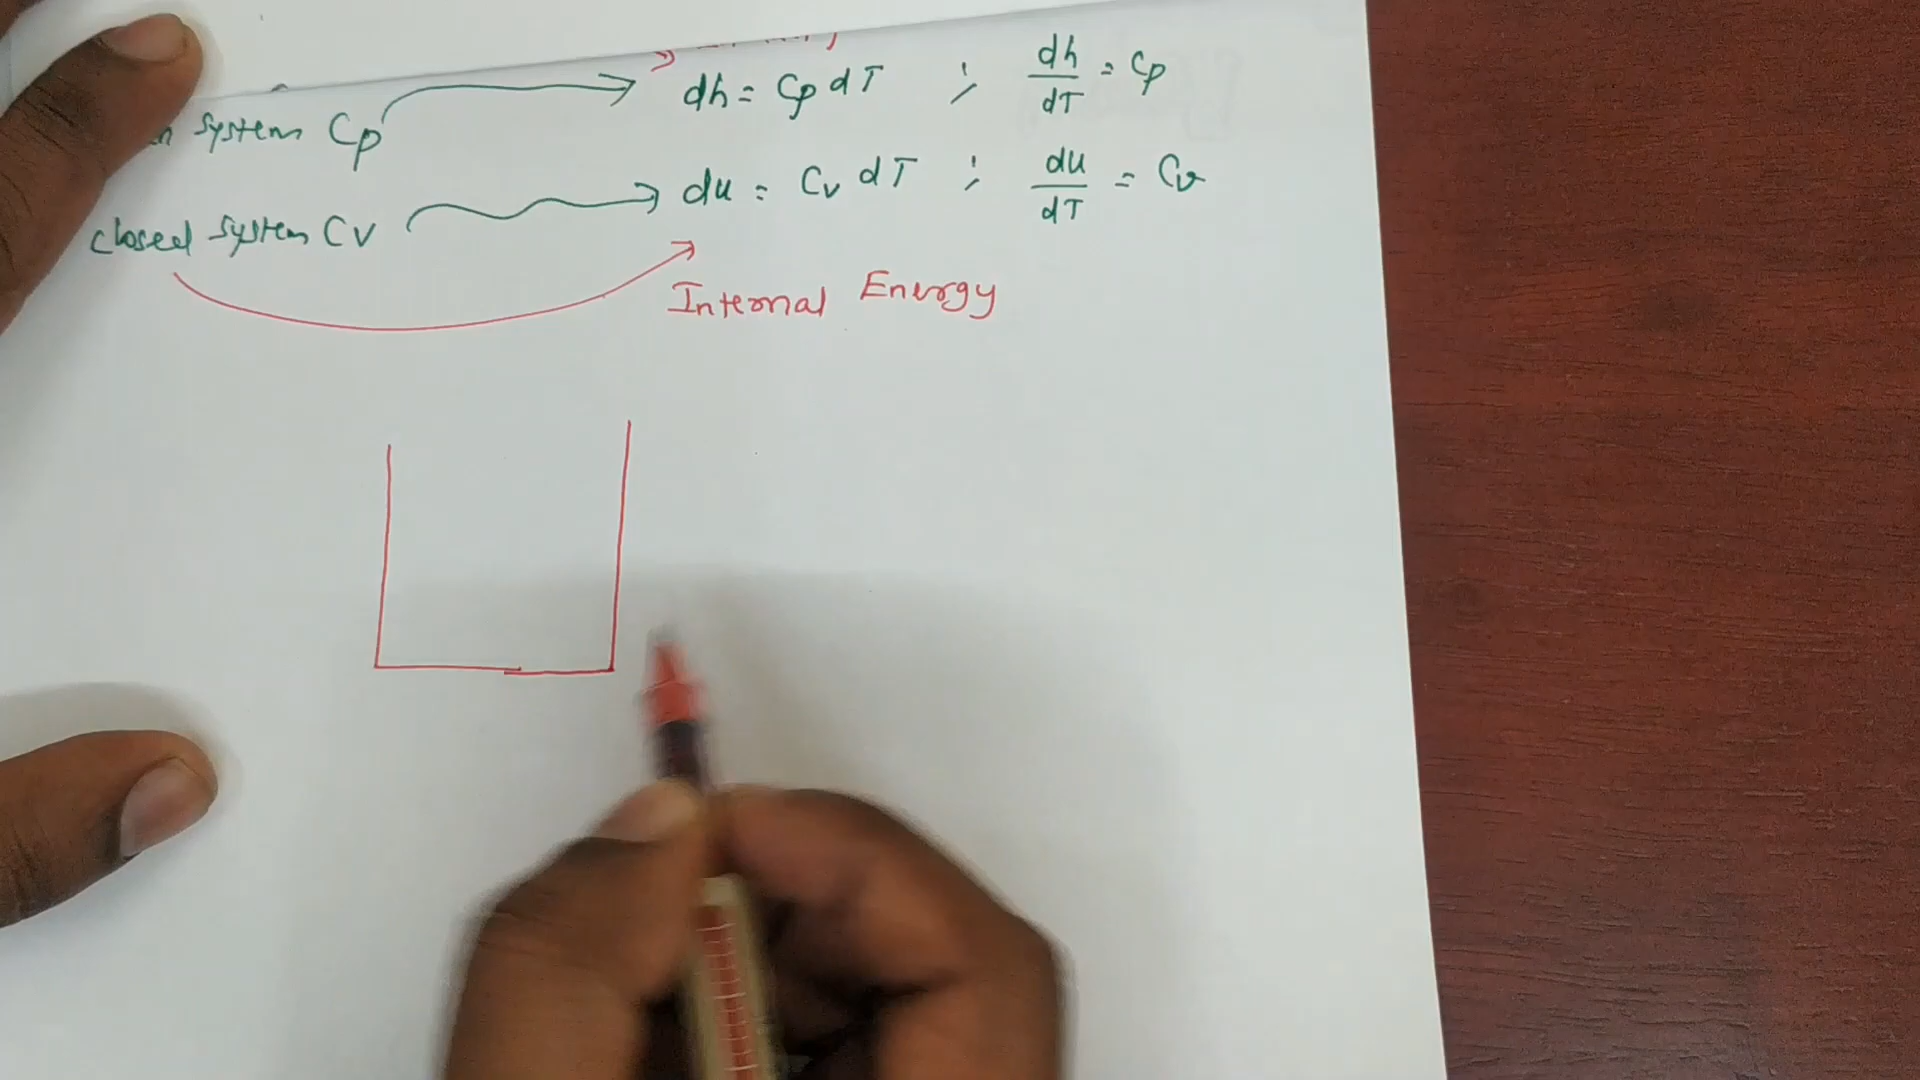 system Cp dh = Cp dT ; dh/dT = Cp
closed system Cv du = Cv dT ; du/dT = Cv
Internal Energy